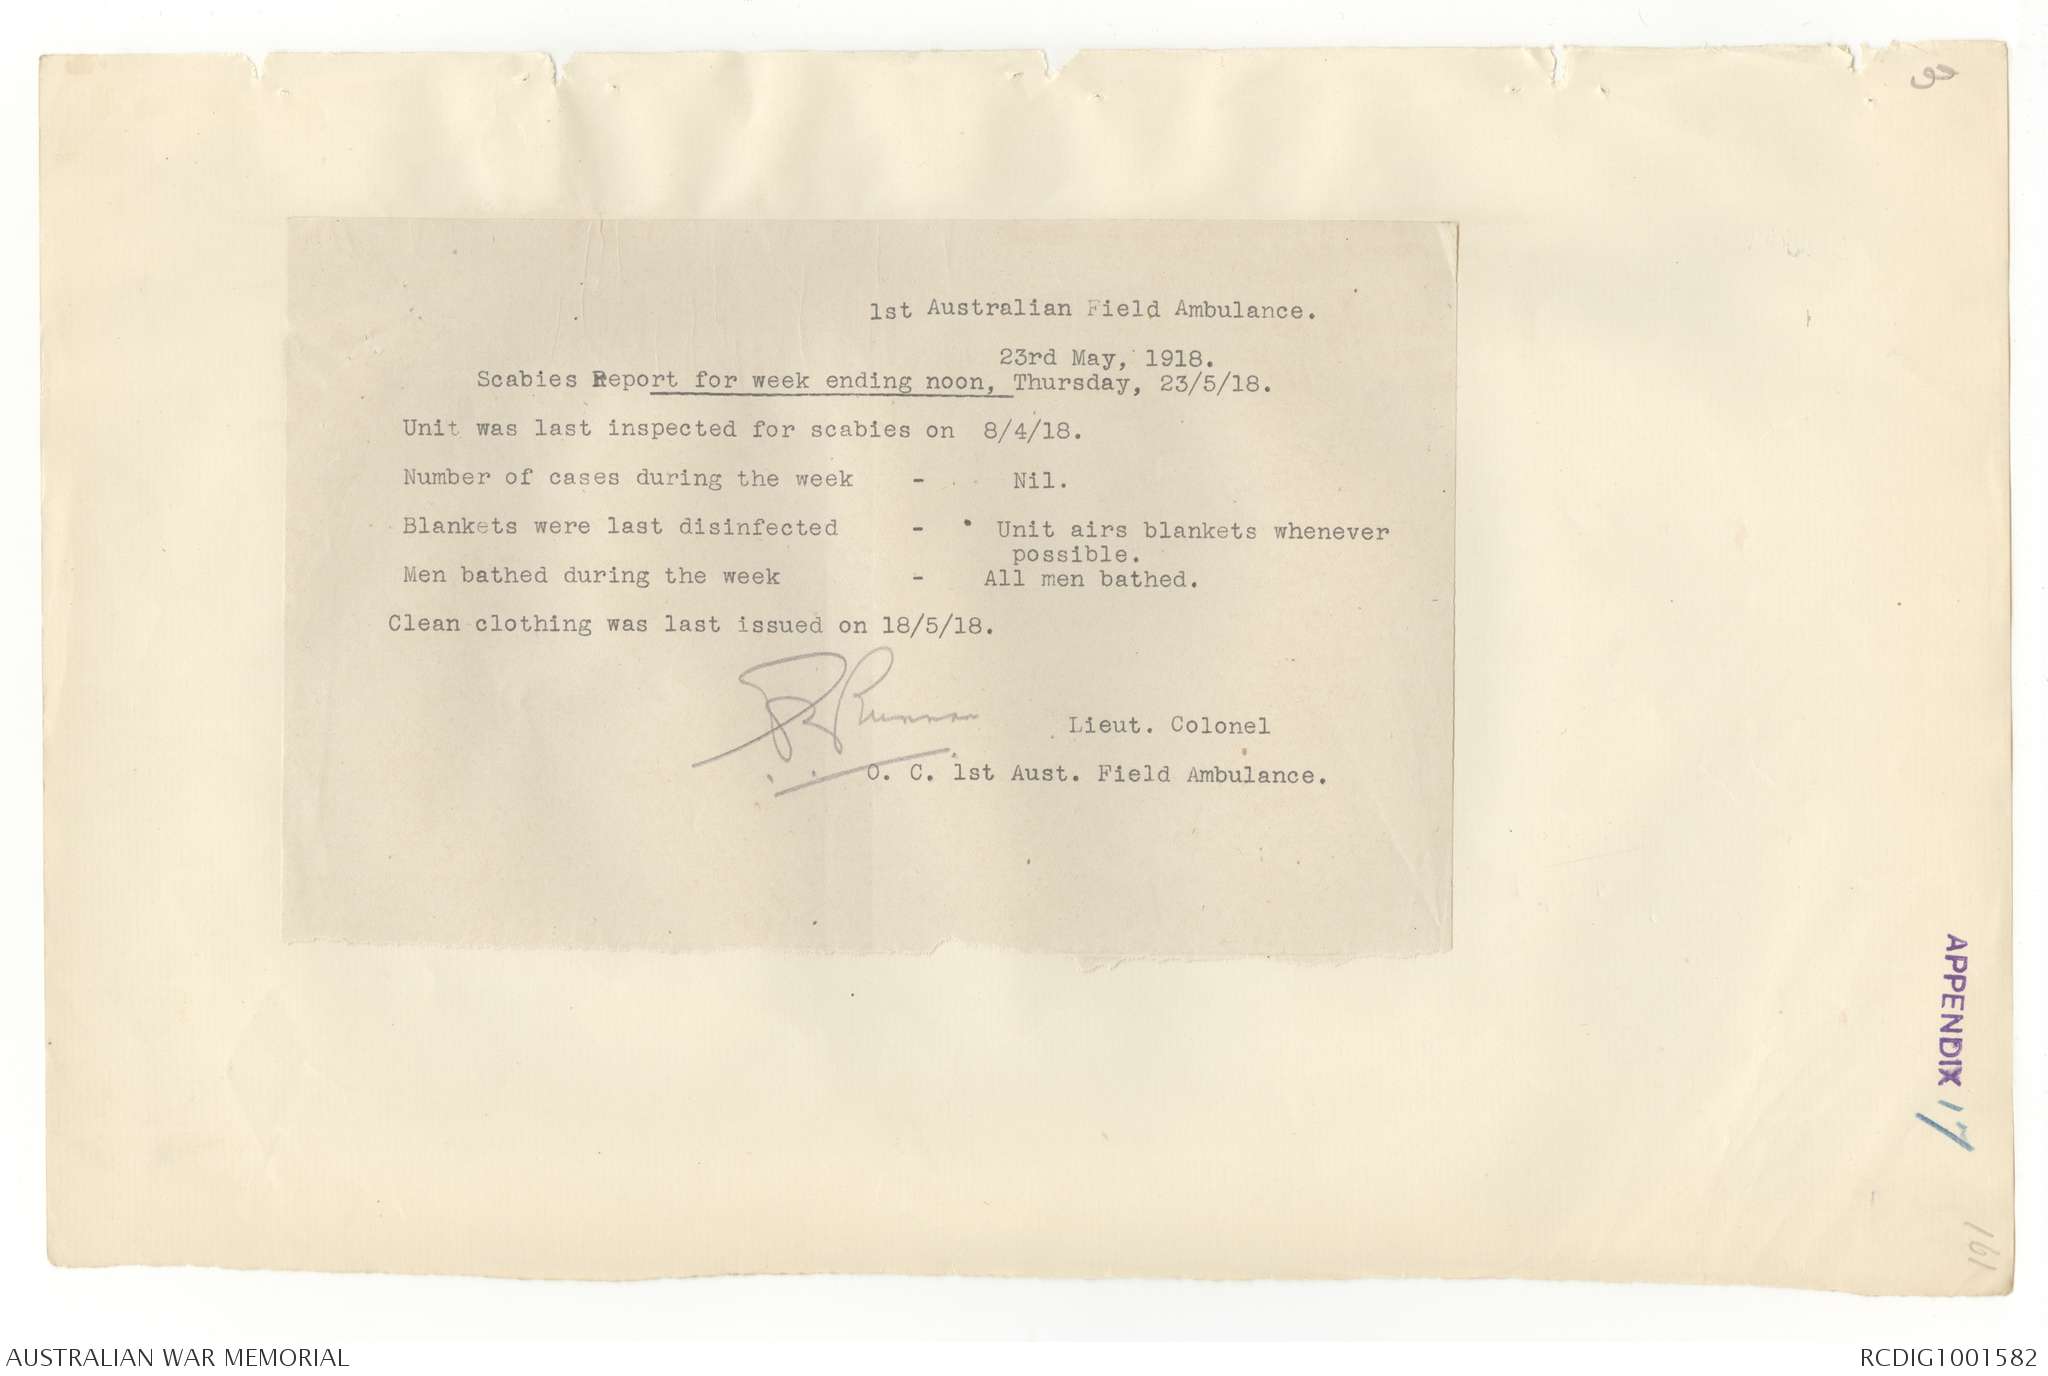 1st Australian Field Ambulance.
23rd May, 1918.
Scabies Report for week ending noon, Thursday, 23/5/18.
Unit was last inspected for scabies on 8/4/18.
Number of cases during the week - Nil.
Blankets were last disinfected - Unit airs blankets whenever
possible.
Men bathed during the week - All men bathed.
Clean clothing was last issued on 18/5/18.
Lieut. Colonel
O. C. 1st Aust. Field Ambulance.
APPENDIX 17
161
AUSTRALIAN WAR MEMORIAL
RCDIG1001582